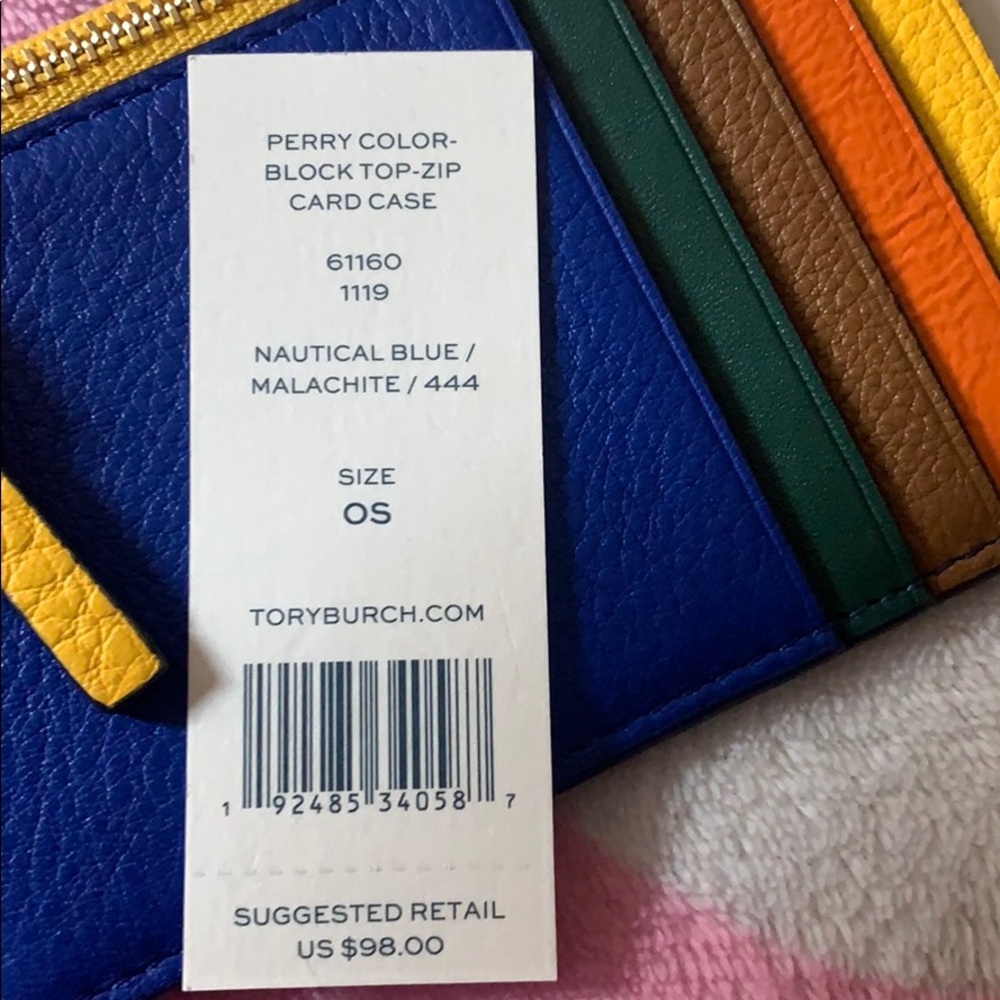 PERRY COLOR-
BLOCK TOP-ZIP
CARD CASE
61160
1119
NAUTICAL BLUE /
MALACHITE / 444
SIZE
OS
TORYBURCH.COM
1 92485 34058 7
SUGGESTED RETAIL
US $98.00